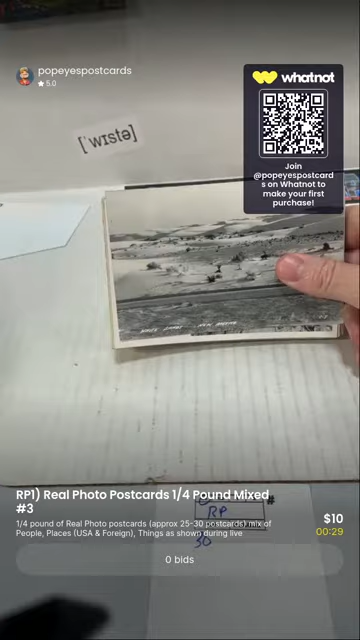 popeyespostcards
★ 5.0
whatnot
Join
@popeyespostcard
s on Whatnot to
make your first
purchase!
['wɪstə]
RP1) Real Photo Postcards 1/4 Pound Mixed
#3
1/4 pound of Real Photo postcards (approx 25-30 postcards) mix of
People, Places (USA & Foreign), Things as shown during live
$10
00:29
#
RP
30
0 bids